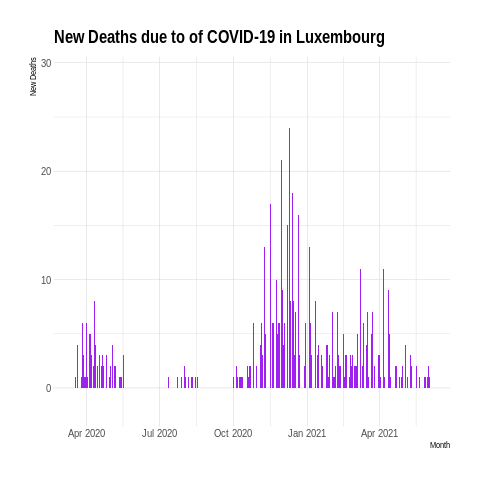 New Deaths due to of COVID-19 in Luxembourg
New Deaths
30
20
10
0
Apr 2020 Jul 2020 Oct 2020 Jan 2021 Apr 2021
Month